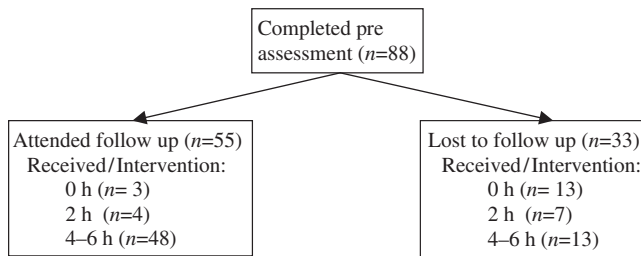 Completed pre
assessment (n=88)
Attended follow up (n=55)
Received/Intervention:
0 h (n= 3)
2 h (n=4)
4–6 h (n=48)
Lost to follow up (n=33)
Received/Intervention:
0 h (n= 13)
2 h (n=7)
4–6 h (n=13)